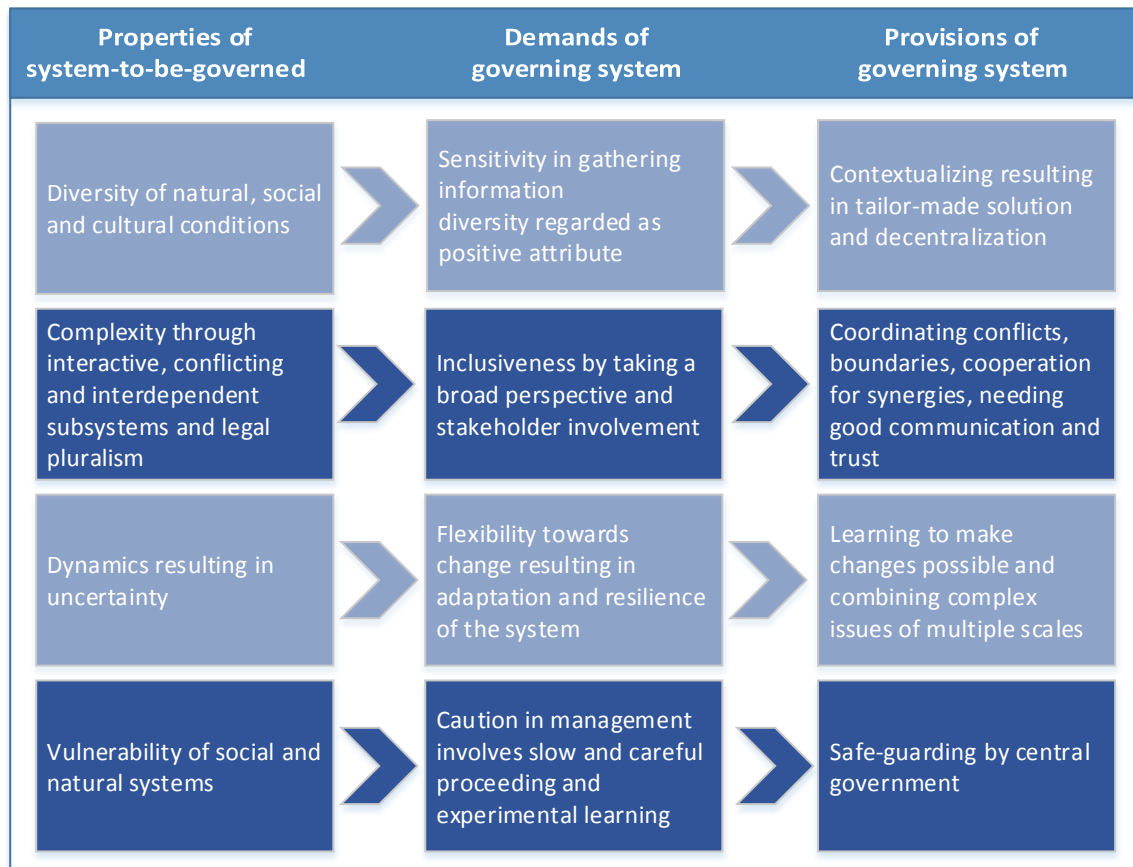 Properties of
system-to-be-governed
Demands of
governing system
Provisions of
governing system
Diversity of natural, social
and cultural conditions
Sensitivity in gathering
information
diversity regarded as
positive attribute
Contextualizing resulting
in tailor-made solution
and decentralization
Complexity through
interactive, conflicting
and interdependent
subsystems and legal
pluralism
Inclusiveness by taking a
broad perspective and
stakeholder involvement
Coordinating conflicts,
boundaries, cooperation
for synergies, needing
good communication and
trust
Dynamics resulting in
uncertainty
Flexibility towards
change resulting in
adaptation and resilience
of the system
Learning to make
changes possible and
combining complex
issues of multiple scales
Vulnerability of social and
natural systems
Caution in management
involves slow and careful
proceeding and
experimental learning
Safe-guarding by central
government